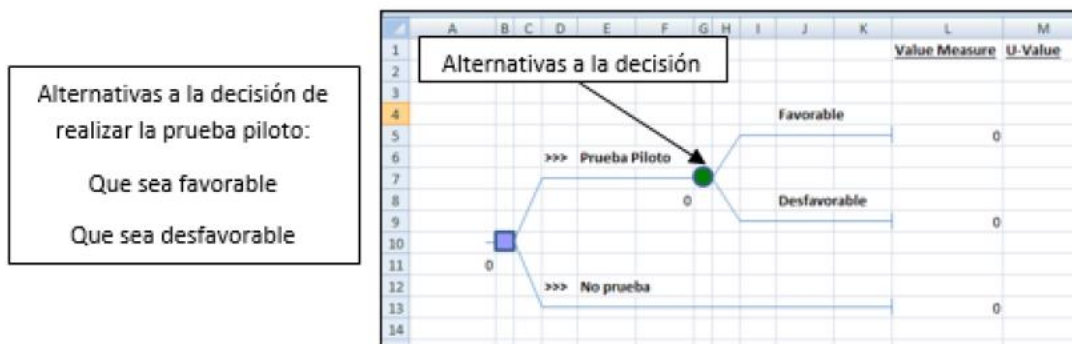 Alternativas a la decisión de
realizar la prueba piloto:
Que sea favorable
Que sea desfavorable
A B C D E F G H I J K L M
1 Value Measure U-Value
Alternativas a la decisión
2
3
4 Favorable
5 0
6 >>> Prueba Piloto
7
8 0 Desfavorable
9 0
10
11 0
12 >>> No prueba
13 0
14